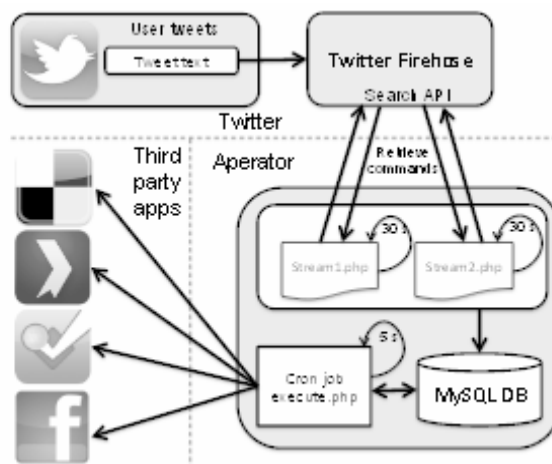 User tweets
Tweettext
Twitter Firehose
Search API
Twitter
Third
party
apps
Aperator
Retrieve
commands
30 s
30 s
Stream1.php
Stream2.php
5 s
Cron job
execute.php
MySQL DB
f